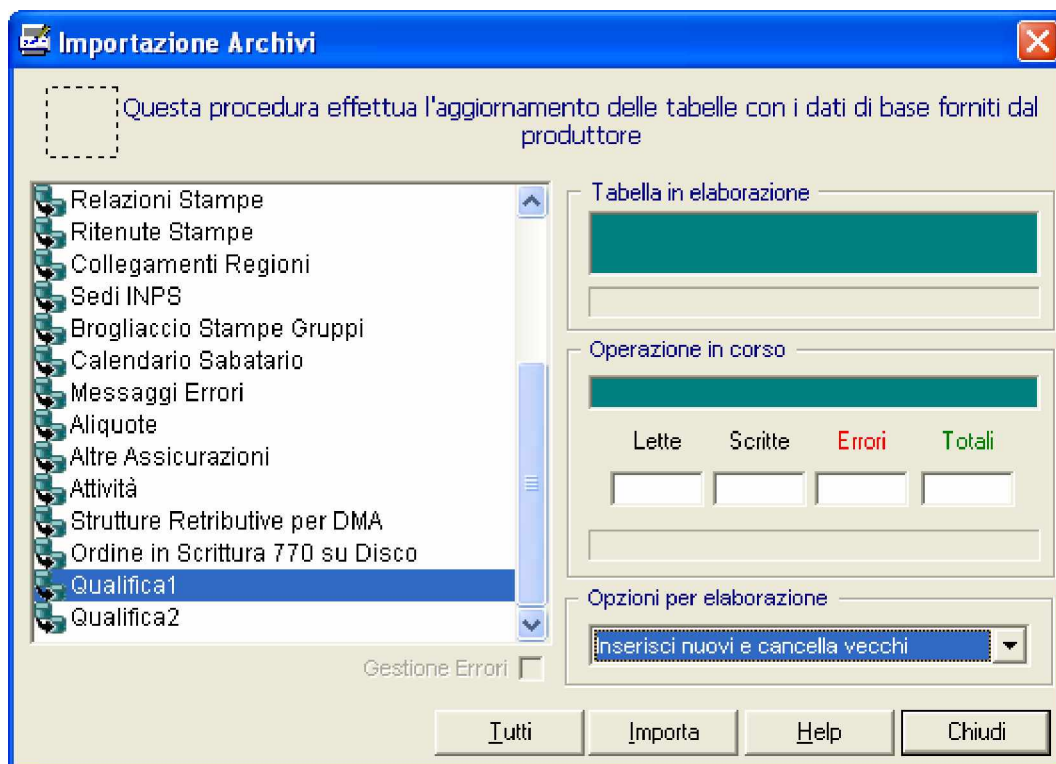 Importazione Archivi
Questa procedura effettua l'aggiornamento delle tabelle con i dati di base forniti dal
produttore
Relazioni Stampe
Ritenute Stampe
Collegamenti Regioni
Sedi INPS
Brogliaccio Stampe Gruppi
Calendario Sabatario
Messaggi Errori
Aliquote
Altre Assicurazioni
Attività
Strutture Retributive per DMA
Ordine in Scrittura 770 su Disco
Qualifica1
Qualifica2
Gestione Errori
Tabella in elaborazione
Operazione in corso
Lette Scritte Errori Totali
Opzioni per elaborazione
Inserisci nuovi e cancella vecchi
Tutti Importa Help Chiudi